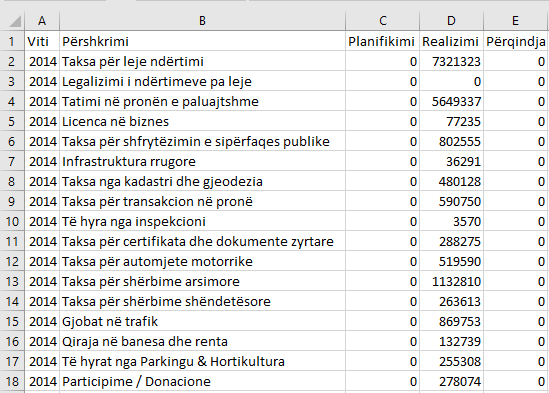 A B C D E
1 Viti Përshkrimi Planifikimi Realizimi Përqindja
2 2014 Taksa për leje ndërtimi 0 7321323 0
3 2014 Legalizimi i ndërtimeve pa leje 0 0 0
4 2014 Tatimi në pronën e paluajtshme 0 5649337 0
5 2014 Licenca në biznes 0 77235 0
6 2014 Taksa për shfrytëzimin e sipërfaqes publike 0 802555 0
7 2014 Infrastruktura rrugore 0 36291 0
8 2014 Taksa nga kadastri dhe gjeodezia 0 480128 0
9 2014 Taksa për transakcion në pronë 0 590750 0
10 2014 Të hyra nga inspekcioni 0 3570 0
11 2014 Taksa për certifikata dhe dokumente zyrtare 0 288275 0
12 2014 Taksa për automjete motorrike 0 519590 0
13 2014 Taksa për shërbime arsimore 0 1132810 0
14 2014 Taksa për shërbime shëndetësore 0 263613 0
15 2014 Gjobat në trafik 0 869753 0
16 2014 Qiraja në banesa dhe renta 0 132739 0
17 2014 Të hyrat nga Parkingu & Hortikultura 0 255308 0
18 2014 Participime / Donacione 0 278074 0